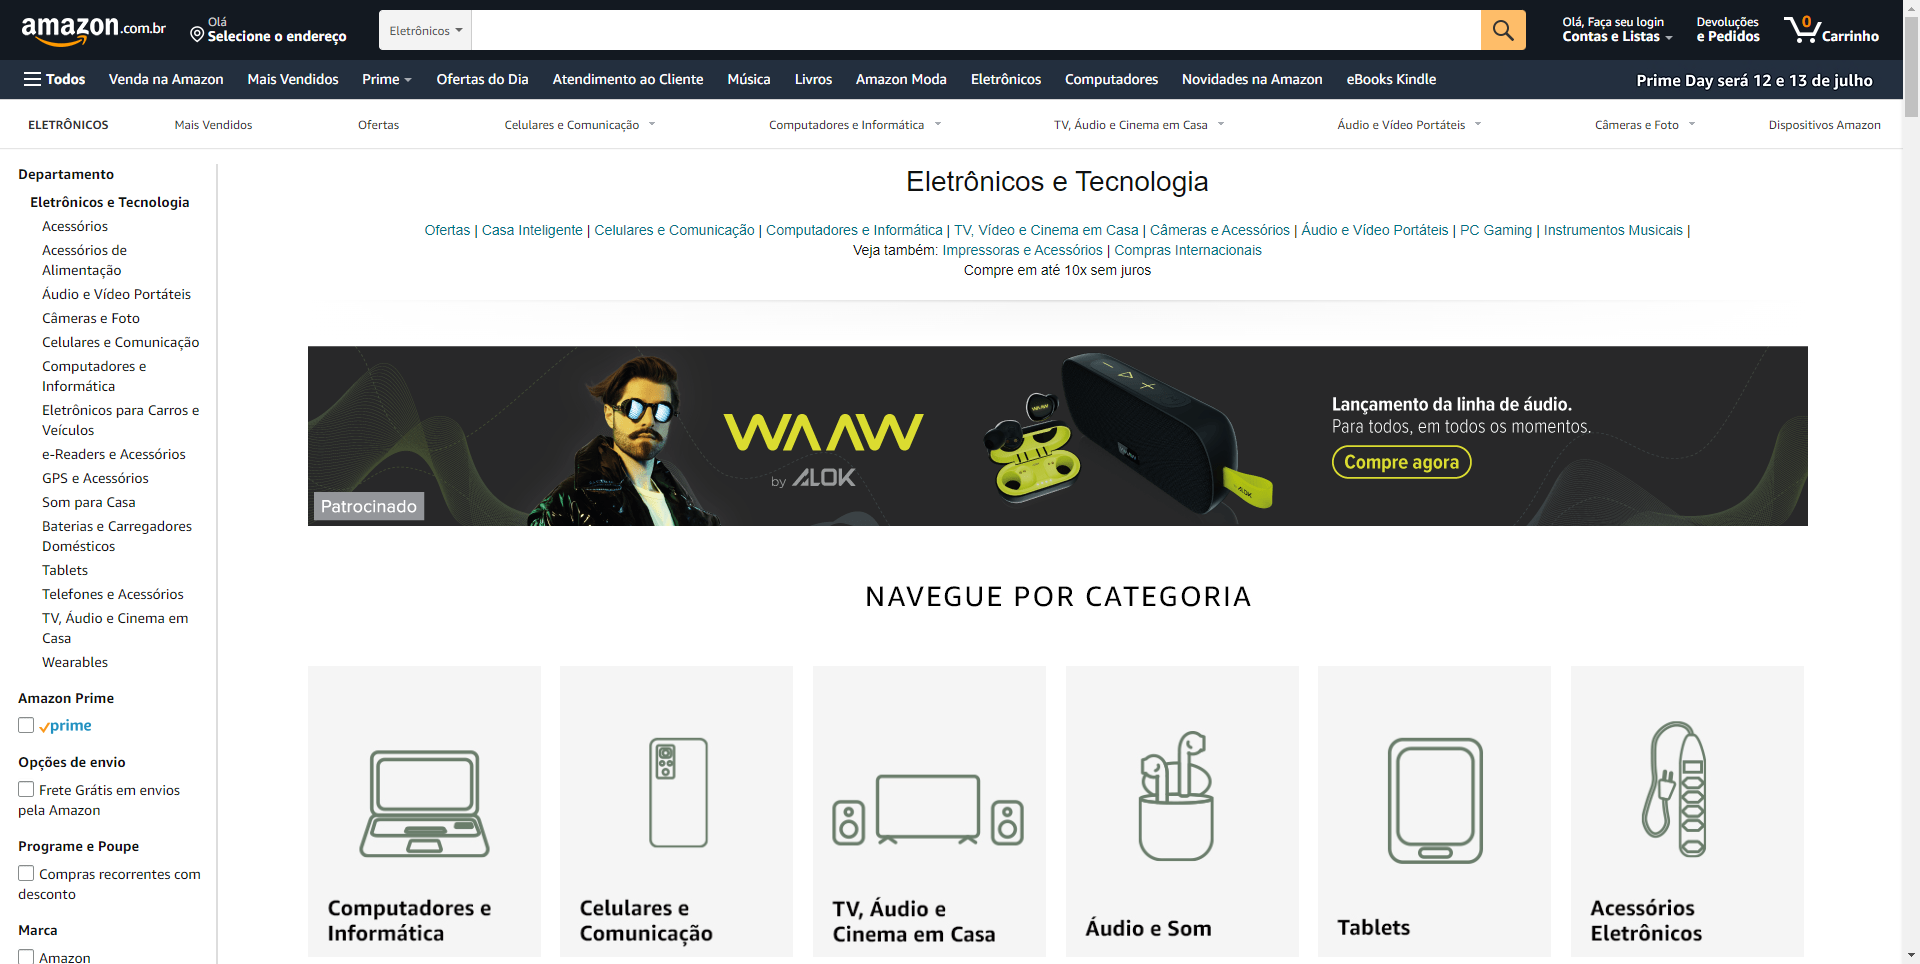 amazon.com.br
Olá
Selecione o endereço
Eletrônicos
Olá, Faça seu login
Contas e Listas
Devoluções
e Pedidos
0
Carrinho
Todos
Venda na Amazon
Mais Vendidos
Prime
Ofertas do Dia
Atendimento ao Cliente
Música
Livros
Amazon Moda
Eletrônicos
Computadores
Novidades na Amazon
eBooks Kindle
Prime Day será 12 e 13 de julho
ELETRÔNICOS
Mais Vendidos
Ofertas
Celulares e Comunicação
Computadores e Informática
TV, Áudio e Cinema em Casa
Áudio e Vídeo Portáteis
Câmeras e Foto
Dispositivos Amazon
Departamento
Eletrônicos e Tecnologia
Acessórios
Acessórios de
Alimentação
Áudio e Vídeo Portáteis
Câmeras e Foto
Celulares e Comunicação
Computadores e
Informática
Eletrônicos para Carros e
Veículos
e-Readers e Acessórios
GPS e Acessórios
Som para Casa
Baterias e Carregadores
Domésticos
Tablets
Telefones e Acessórios
TV, Áudio e Cinema em
Casa
Wearables
Amazon Prime
prime
Opções de envio
Frete Grátis em envios
pela Amazon
Programe e Poupe
Compras recorrentes com
desconto
Marca
Amazon
Eletrônicos e Tecnologia
Ofertas | Casa Inteligente | Celulares e Comunicação | Computadores e Informática | TV, Vídeo e Cinema em Casa | Câmeras e Acessórios | Áudio e Vídeo Portáteis | PC Gaming | Instrumentos Musicais |
Veja também: Impressoras e Acessórios | Compras Internacionais
Compre em até 10x sem juros
WAAW
by ALOK
WAAW
ALOK
Lançamento da linha de áudio.
Para todos, em todos os momentos.
Compre agora
Patrocinado
NAVEGUE POR CATEGORIA
Computadores e
Informática
Celulares e
Comunicação
TV, Áudio e
Cinema em Casa
Áudio e Som
Tablets
Acessórios
Eletrônicos